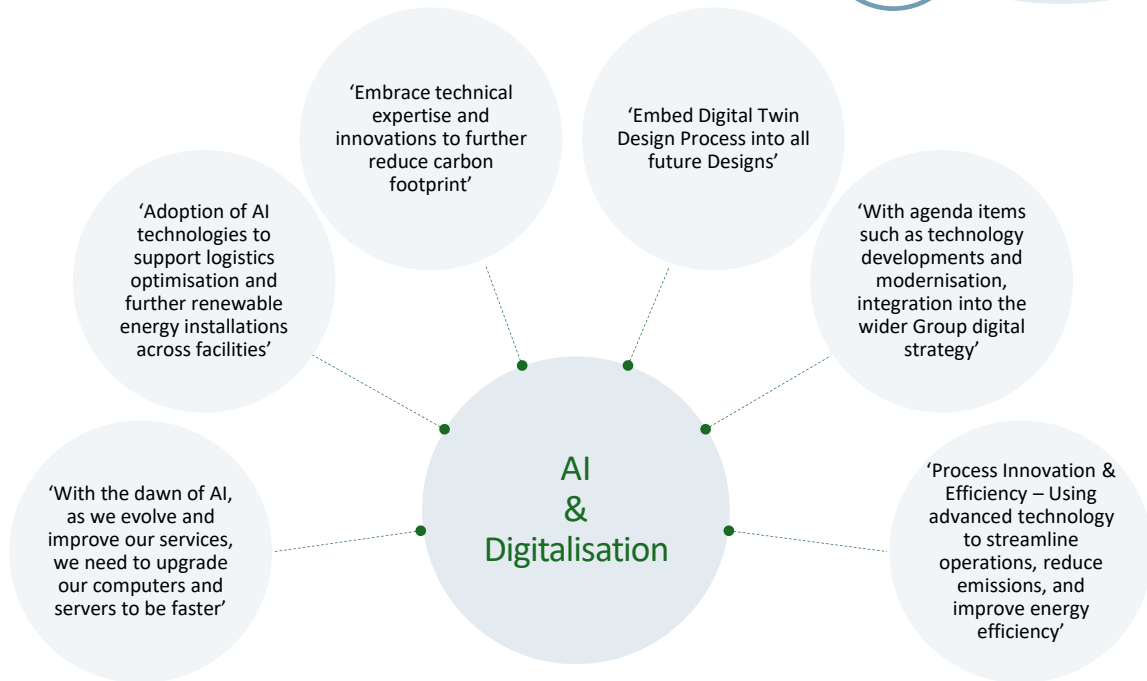 ‘Embrace technical
expertise and
innovations to further
reduce carbon
footprint’
‘Embed Digital Twin
Design Process into all
future Designs’
‘Adoption of AI
technologies to
support logistics
optimisation and
further renewable
energy installations
across facilities’
‘With agenda items
such as technology
developments and
modernisation,
integration into the
wider Group digital
strategy’
‘With the dawn of AI,
as we evolve and
improve our services,
we need to upgrade
our computers and
servers to be faster’
AI
&
Digitalisation
‘Process Innovation &
Efficiency – Using
advanced technology
to streamline
operations, reduce
emissions, and
improve energy
efficiency’